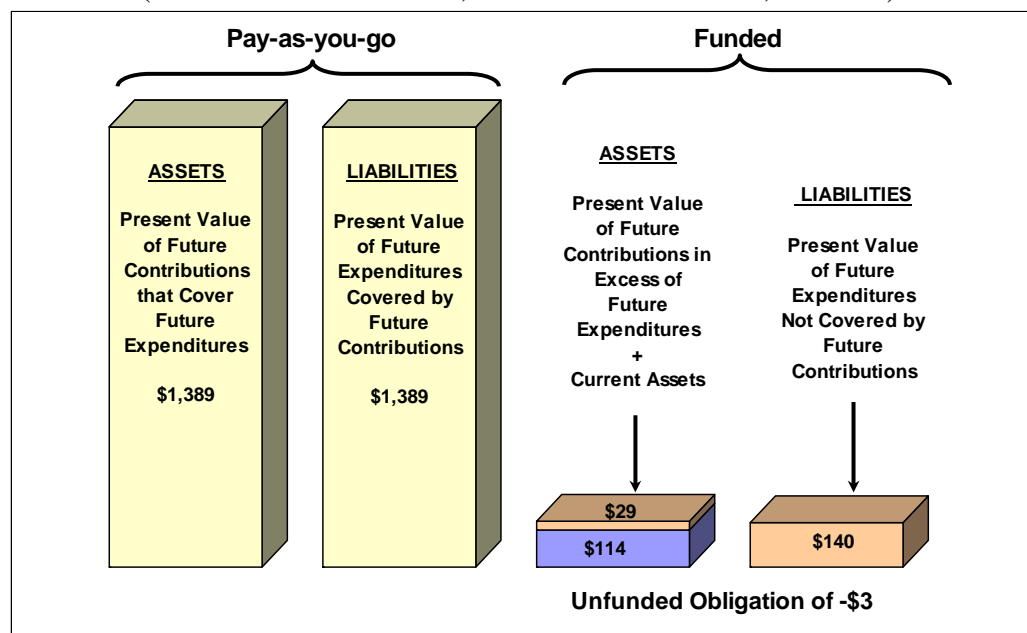 Pay-as-you-go
Funded
ASSETS
Present Value
of Future
Contributions
that Cover
Future
Expenditures
$1,389
LIABILITIES
Present Value
of Future
Expenditures
Covered by
Future
Contributions
$1,389
ASSETS
Present Value
of Future
Contributions in
Excess of
Future
Expenditures
+
Current Assets
$29
$114
LIABILITIES
Present Value
of Future
Expenditures
Not Covered by
Future
Contributions
$140
Unfunded Obligation of -$3